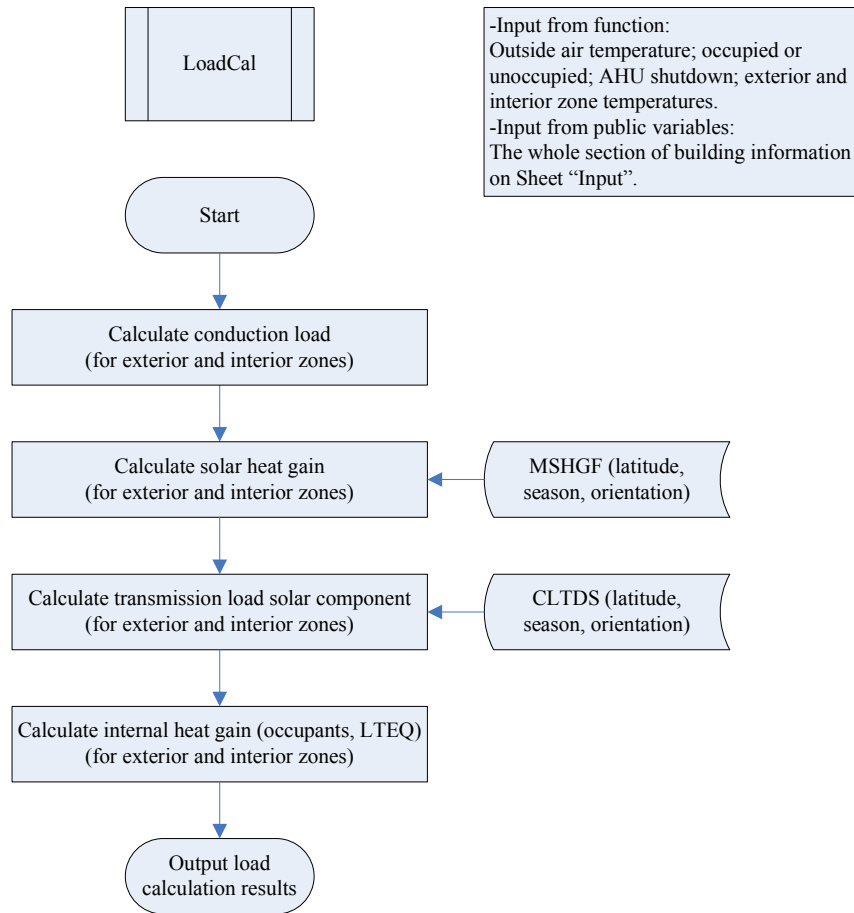 LoadCal
-Input from function:
Outside air temperature; occupied or
unoccupied; AHU shutdown; exterior and
interior zone temperatures.
-Input from public variables:
The whole section of building information
on Sheet “Input”.
Start
Calculate conduction load
(for exterior and interior zones)
Calculate solar heat gain
(for exterior and interior zones)
MSHGF (latitude,
season, orientation)
Calculate transmission load solar component
(for exterior and interior zones)
CLTDS (latitude,
season, orientation)
Calculate internal heat gain (occupants, LTEQ)
(for exterior and interior zones)
Output load
calculation results